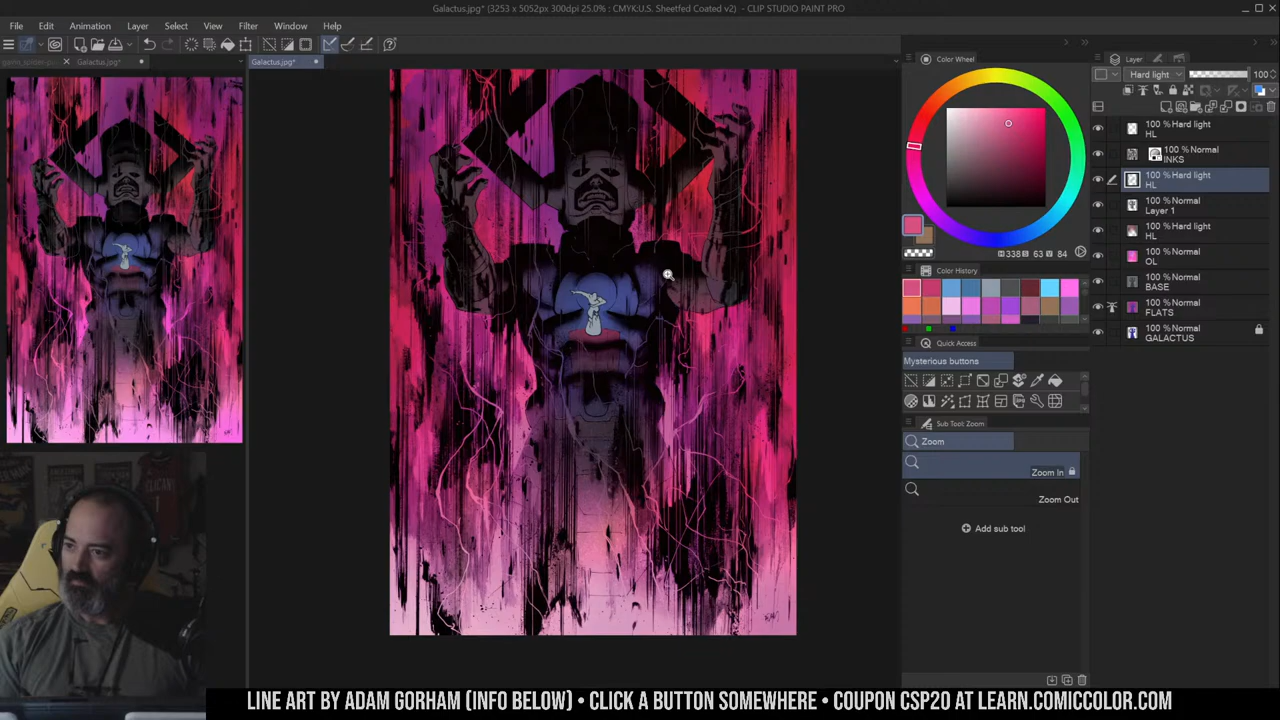 Galactus.jpg* (3253 x 5052px 300dpi 25.0% : CMYK:U.S. Sheetfed Coated v2) - CLIP STUDIO PAINT PRO
File Edit Animation Layer Select View Filter Window Help
Galactus.jpg*
Galactus.jpg*
Color Wheel
H 338 S 63 V 84
Color History
Quick Access
Mysterious buttons
Sub Tool: Zoom
Zoom
Zoom In
Zoom Out
Add sub tool
Layer
Hard light 100
100 % Hard light
HL
100 % Normal
INKS
100 % Hard light
HL
100 % Normal
Layer 1
100 % Hard light
HL
100 % Normal
OL
100 % Normal
BASE
100 % Normal
FLATS
100 % Normal
GALACTUS
LINE ART BY ADAM GORHAM (INFO BELOW) • CLICK A BUTTON SOMEWHERE • COUPON CSP20 AT LEARN.COMICCOLOR.COM